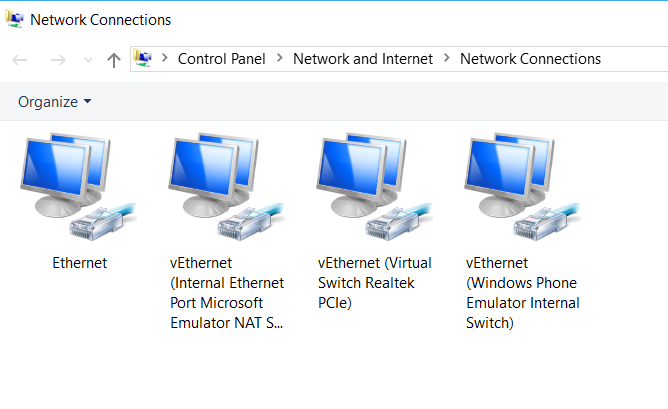 Network Connections
Control Panel > Network and Internet > Network Connections
Organize
Ethernet
vEthernet
(Internal Ethernet
Port Microsoft
Emulator NAT S...
vEthernet (Virtual
Switch Realtek
PCIe)
vEthernet
(Windows Phone
Emulator Internal
Switch)